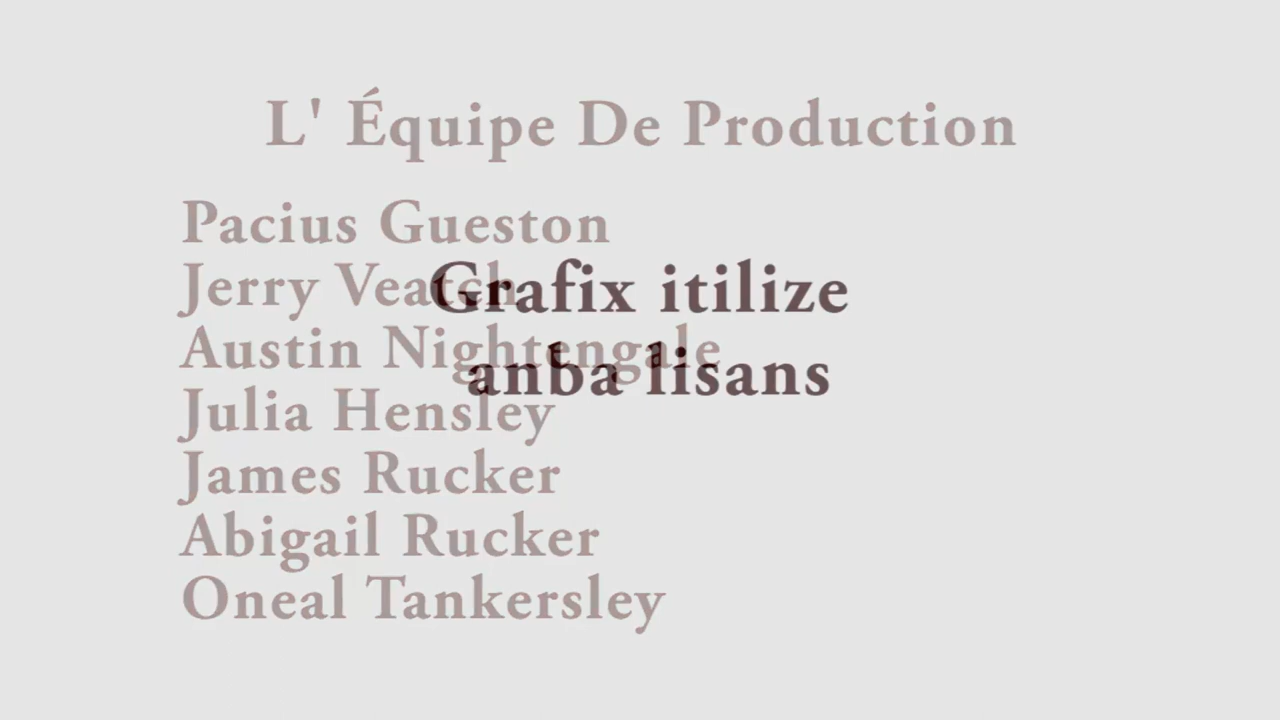 L' Équipe De Production
Pacius Gueston
Jerry Veatch
Grafix itilize
Austin Nightengale
anba lisans
Julia Hensley
James Rucker
Abigail Rucker
Oneal Tankersley